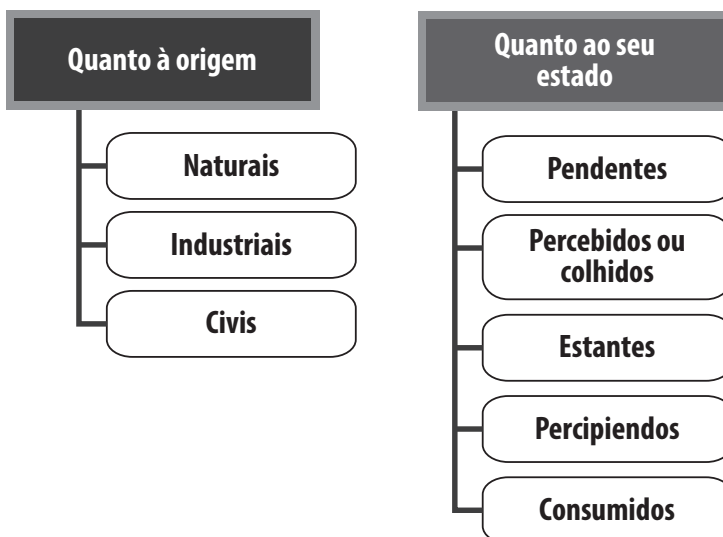 Quanto à origem
Naturais
Industriais
Civis
Quanto ao seu
estado
Pendentes
Percebidos ou
colhidos
Estantes
Percipiendos
Consumidos